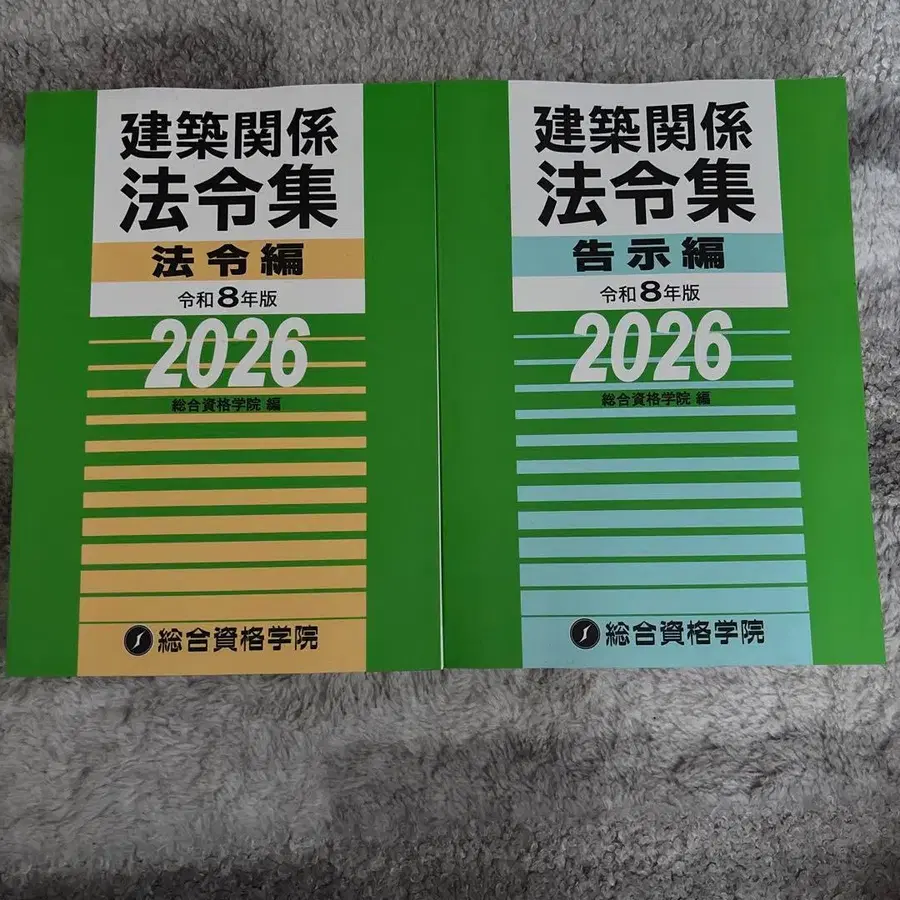 建築関係
法令集
法令編
令和8年版
2026
総合資格学院 編
総合資格学院
建築関係
法令集
告示編
令和8年版
2026
総合資格学院 編
総合資格学院